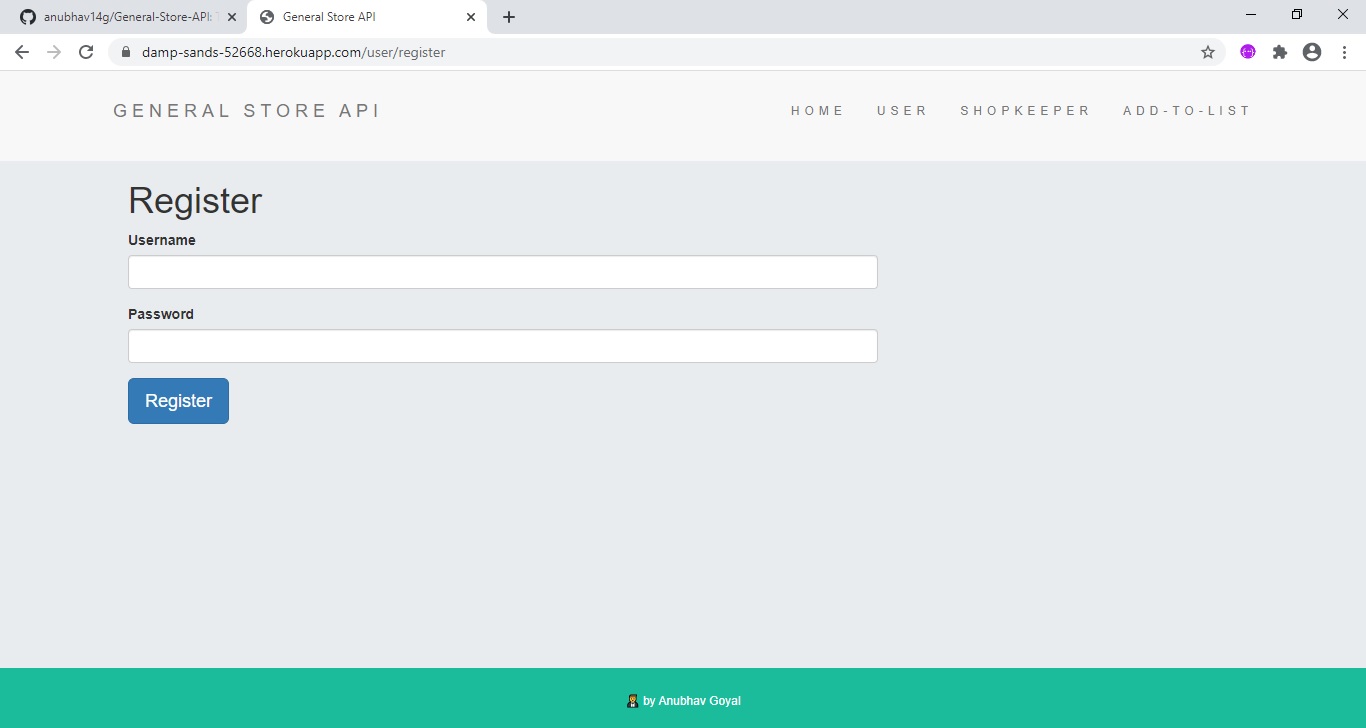 anubhav14g/General-Store-API:
General Store API
damp-sands-52668.herokuapp.com/user/register
GENERAL STORE API
HOME USER SHOPKEEPER ADD-TO-LIST
Register
Username
Password
Register
by Anubhav Goyal